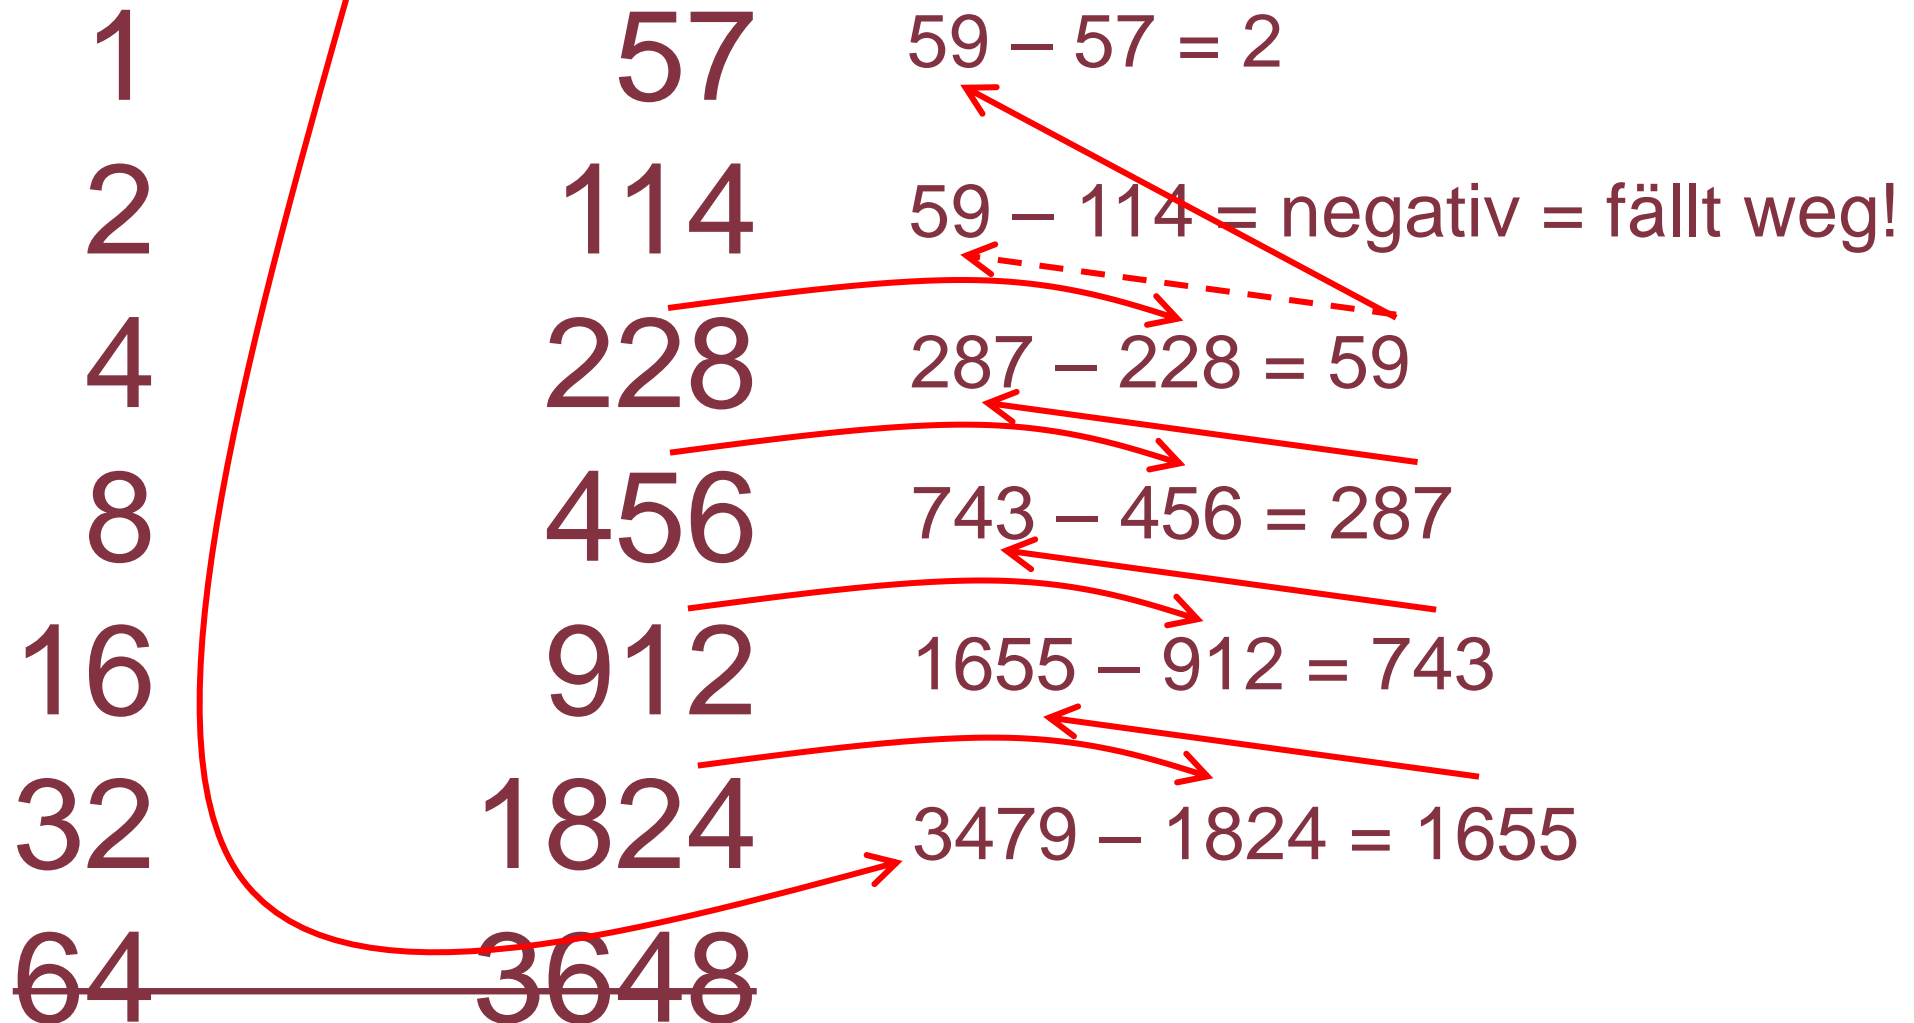 1 57 59 – 57 = 2
2 114 59 – 114 = negativ = fällt weg!
4 228 287 – 228 = 59
8 456 743 – 456 = 287
16 912 1655 – 912 = 743
32 1824 3479 – 1824 = 1655
64 3648